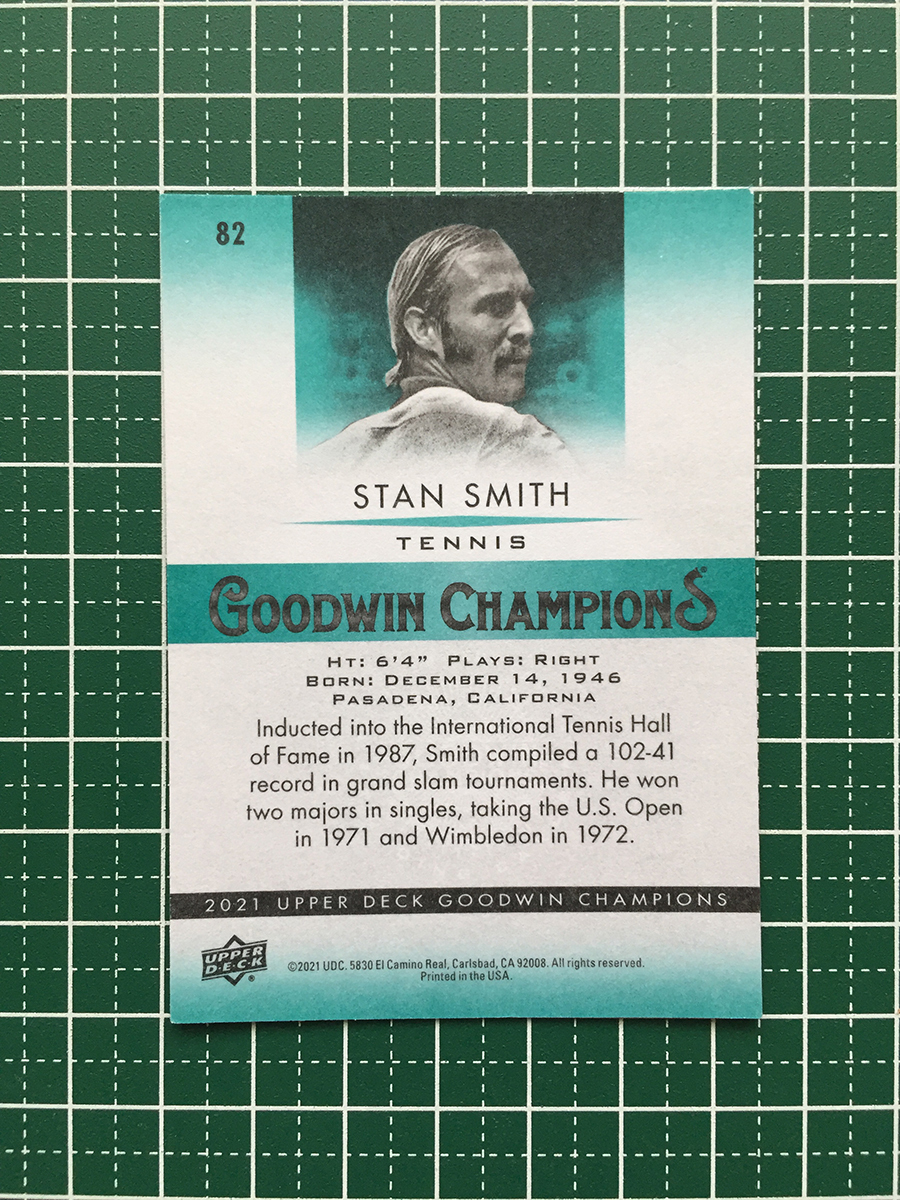 82
STAN SMITH
TENNIS
GOODWIN CHAMPIONS®
HT: 6'4" PLAYS: RIGHT
BORN: DECEMBER 14, 1946
PASADENA, CALIFORNIA
Inducted into the International Tennis Hall
of Fame in 1987, Smith compiled a 102-41
record in grand slam tournaments. He won
two majors in singles, taking the U.S. Open
in 1971 and Wimbledon in 1972.
2021 UPPER DECK GOODWIN CHAMPIONS
UPPER
D·E·C·K®
©2021 UDC. 5830 El Camino Real, Carlsbad, CA 92008. All rights reserved.
Printed in the USA.